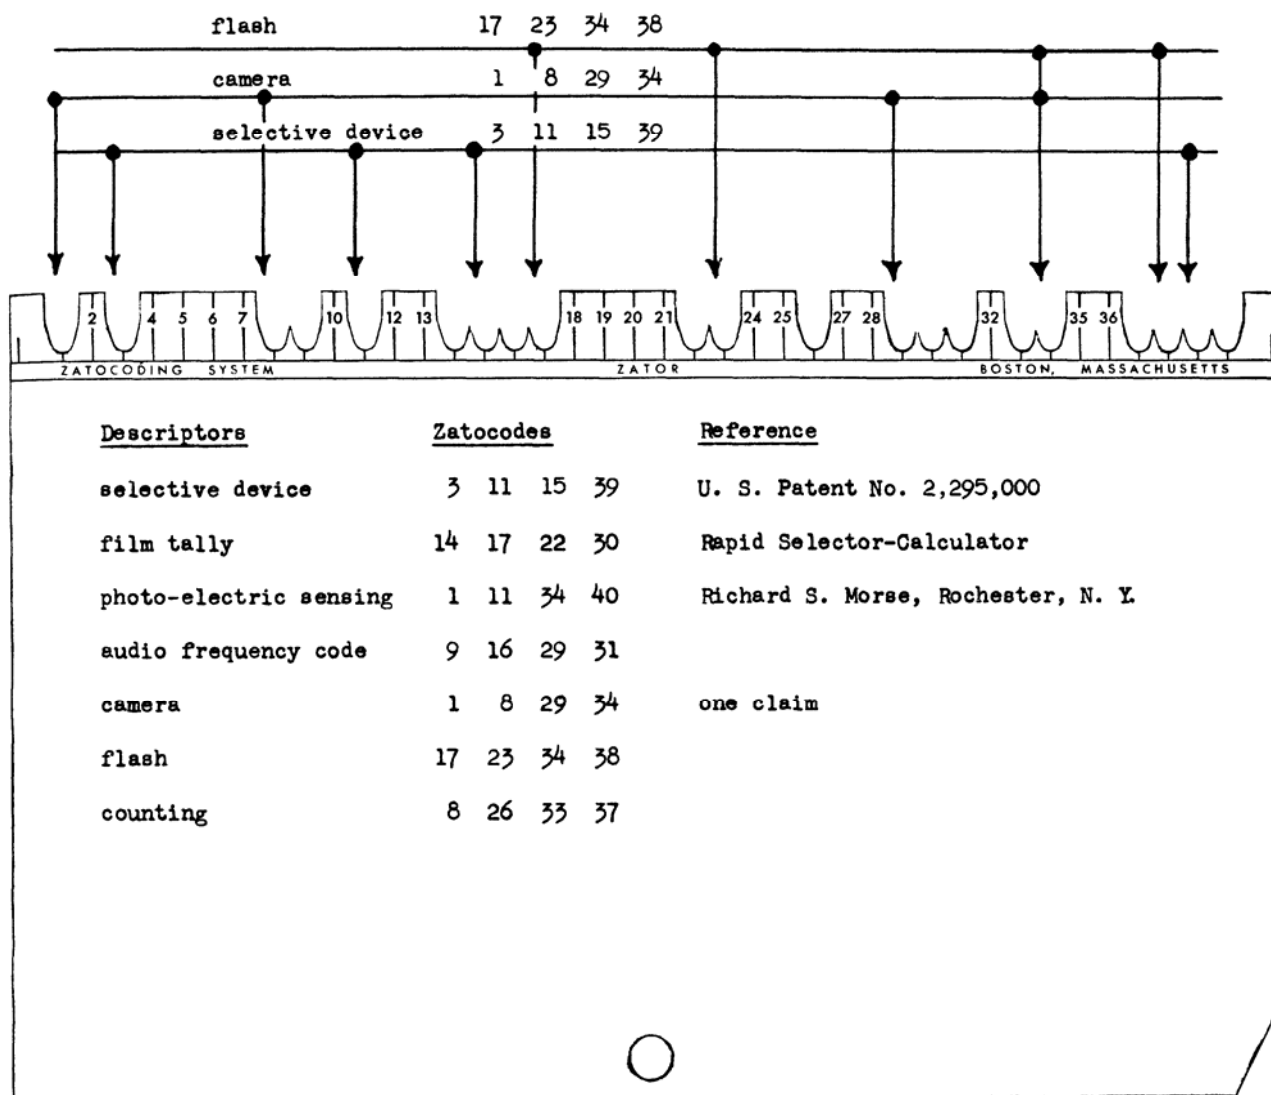 flash 17 23 34 38
camera 1 8 29 34
selective device 3 11 15 39
2 4 5 6 7 10 12 13 18 19 20 21 24 25 27 28 32 35 36
ZATOCODING SYSTEM ZATOR BOSTON, MASSACHUSETTS
Descriptors Zatocodes Reference
selective device 3 11 15 39 U. S. Patent No. 2,295,000
film tally 14 17 22 30 Rapid Selector-Calculator
photo-electric sensing 1 11 34 40 Richard S. Morse, Rochester, N. Y.
audio frequency code 9 16 29 31
camera 1 8 29 34 one claim
flash 17 23 34 38
counting 8 26 33 37